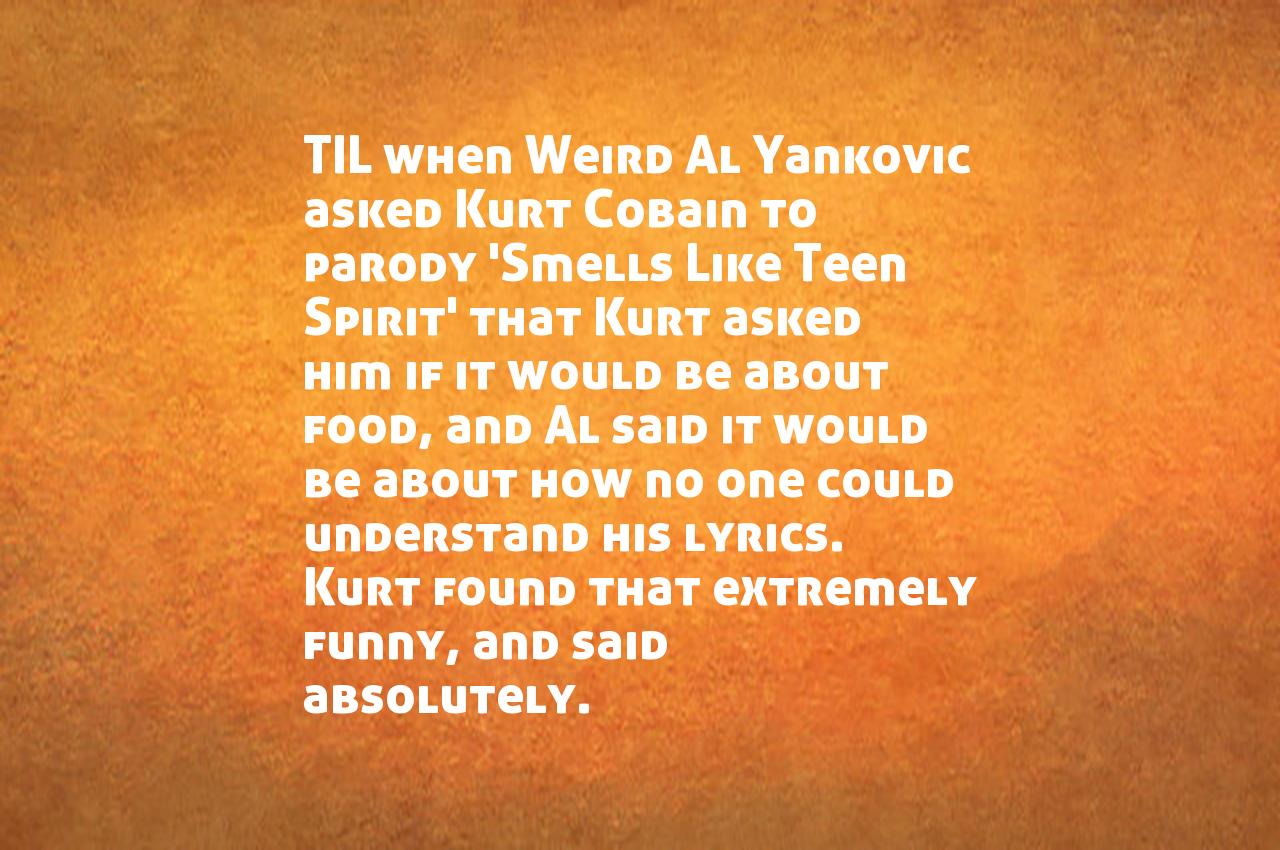 TIL when Weird Al Yankovic
asked Kurt Cobain to
parody 'Smells Like Teen
Spirit' that Kurt asked
him if it would be about
food, and Al said it would
be about how no one could
understand his lyrics.
Kurt found that extremely
funny, and said
absolutely.